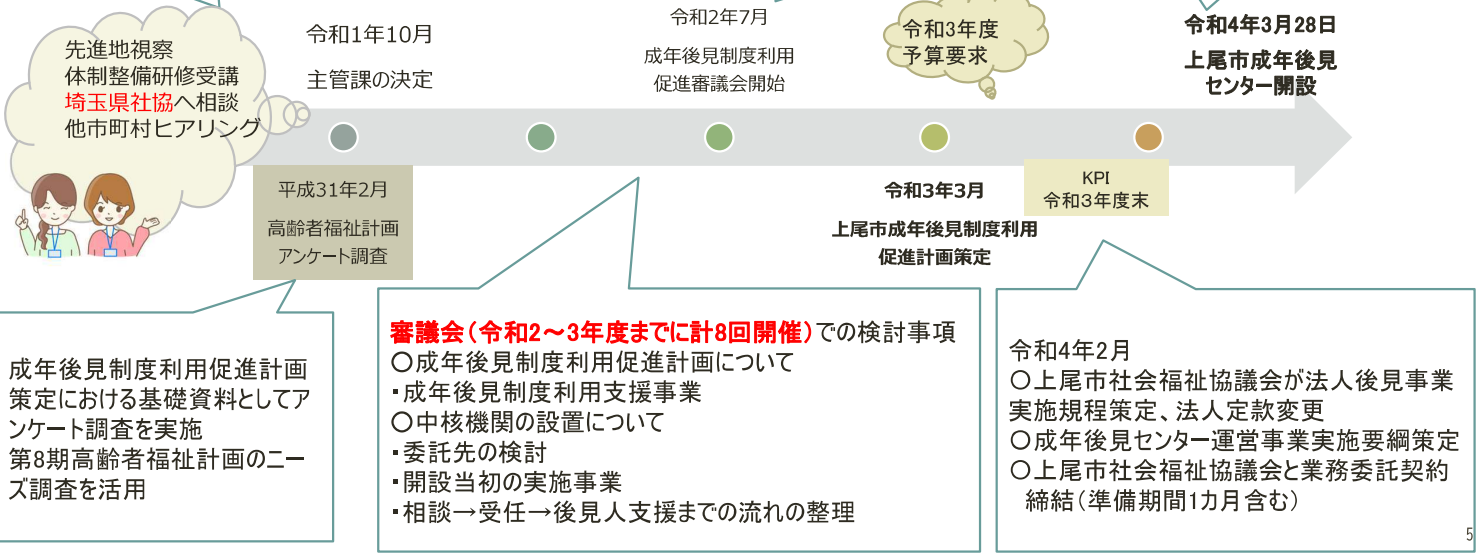 先進地視察
体制整備研修受講
埼玉県社協へ相談
他市町村ヒアリング
令和1年10月
主管課の決定
令和2年7月
成年後見制度利用
促進審議会開始
令和3年度
予算要求
令和4年3月28日
上尾市成年後見
センター開設
平成31年2月
高齢者福祉計画
アンケート調査
令和3年3月
上尾市成年後見制度利用
促進計画策定
KPI
令和3年度末
成年後見制度利用促進計画
策定における基礎資料としてア
ンケート調査を実施
第8期高齢者福祉計画のニー
ズ調査を活用
審議会(令和2～3年度までに計8回開催)での検討事項
○成年後見制度利用促進計画について
・成年後見制度利用支援事業
○中核機関の設置について
・委託先の検討
・開設当初の実施事業
・相談→受任→後見人支援までの流れの整理
令和4年2月
○上尾市社会福祉協議会が法人後見事業
実施規程策定、法人定款変更
○成年後見センター運営事業実施要綱策定
○上尾市社会福祉協議会と業務委託契約
締結(準備期間1カ月含む)
5